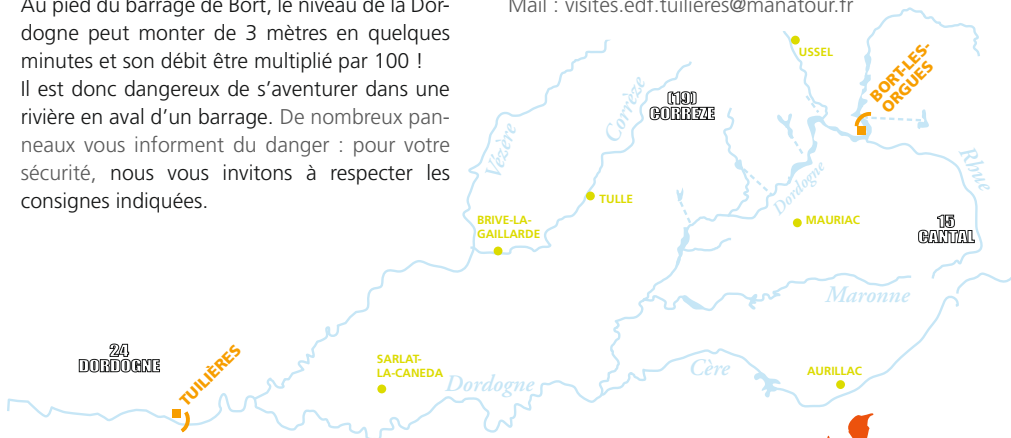 Au pied du barrage de Bort, le niveau de la Dor-
dogne peut monter de 3 mètres en quelques
minutes et son débit être multiplié par 100 !
Il est donc dangereux de s’aventurer dans une
rivière en aval d’un barrage. De nombreux pan-
neaux vous informent du danger : pour votre
sécurité, nous vous invitons à respecter les
consignes indiquées.
Mail : visites.edf.tuilieres@manatour.fr
USSEL
BORT-LES-
ORGUES
(19)
CORREZE
Corrèze
Vézère
Rhue
Dordogne
TULLE
BRIVE-LA-
GAILLARDE
MAURIAC
15
CANTAL
Maronne
24
DORDOGNE
TUILIÈRES
SARLAT-
LA-CANEDA
Dordogne
Cère
AURILLAC